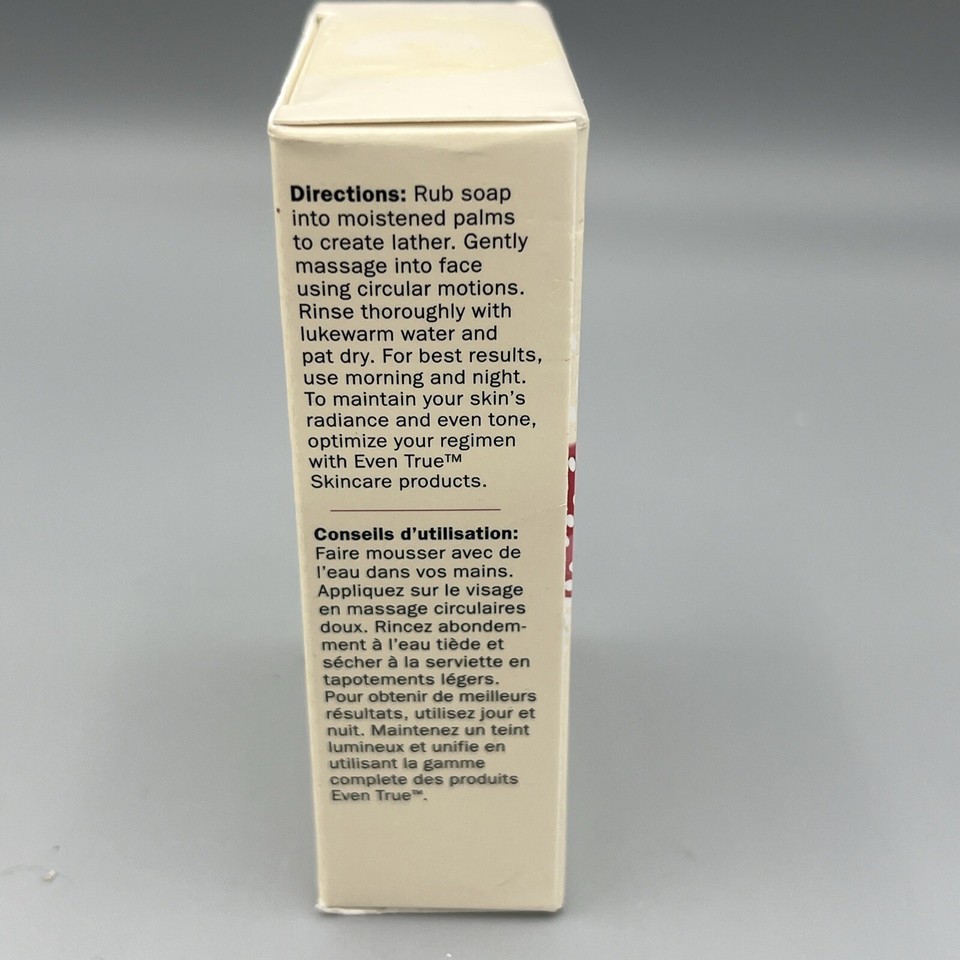 Directions: Rub soap
into moistened palms
to create lather. Gently
massage into face
using circular motions.
Rinse thoroughly with
lukewarm water and
pat dry. For best results,
use morning and night.
To maintain your skin's
radiance and even tone,
optimize your regimen
with Even True™
Skincare products.
Conseils d'utilisation:
Faire mousser avec de
l'eau dans vos mains.
Appliquez sur le visage
en massage circulaires
doux. Rincez abondem-
ment à l'eau tiède et
sécher à la serviette en
tapotements légers.
Pour obtenir de meilleurs
résultats, utilisez jour et
nuit. Maintenez un teint
lumineux et unifie en
utilisant la gamme
complete des produits
Even True™.